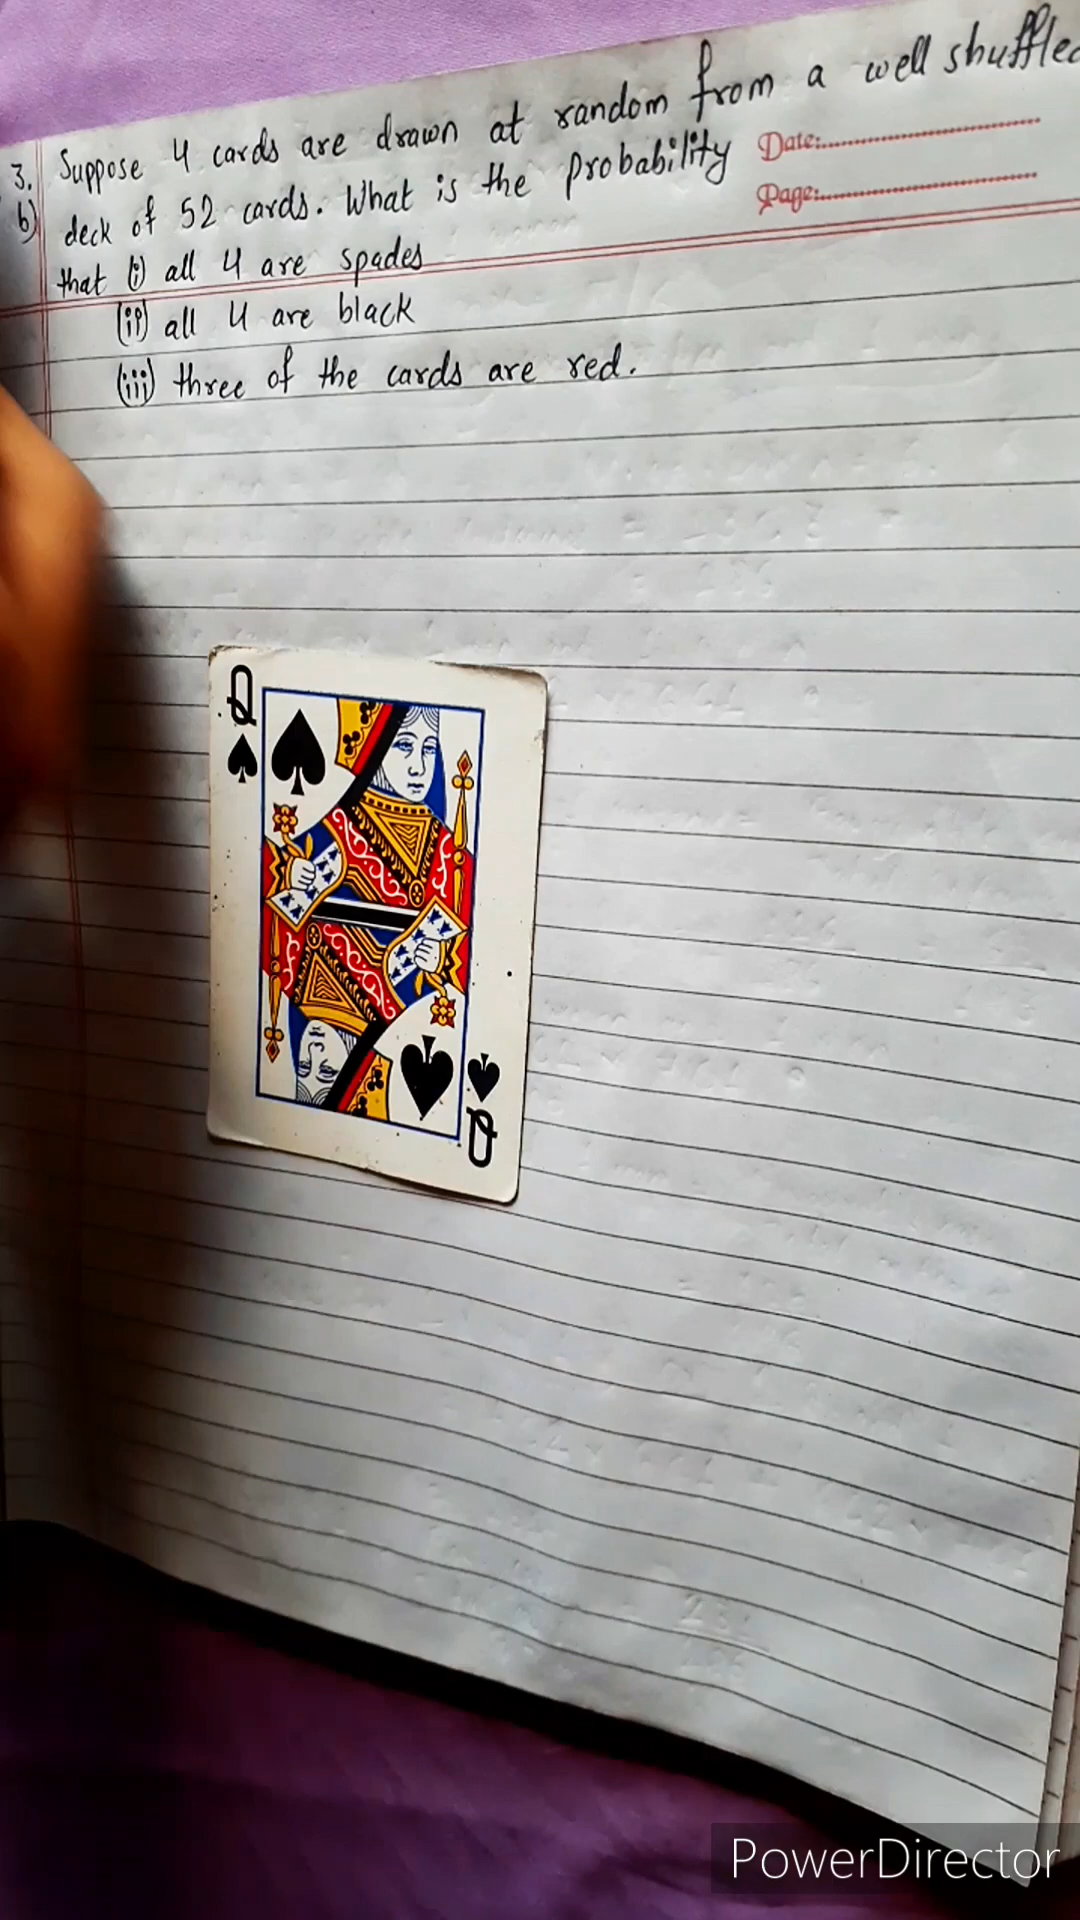 3. Suppose 4 cards are drawn at random from a well shuffled
b) deck of 52 cards. What is the probability
Date:
Page:
that (i) all 4 are spades
(ii) all 4 are black
(iii) three of the cards are red.
Q
Q
PowerDirector